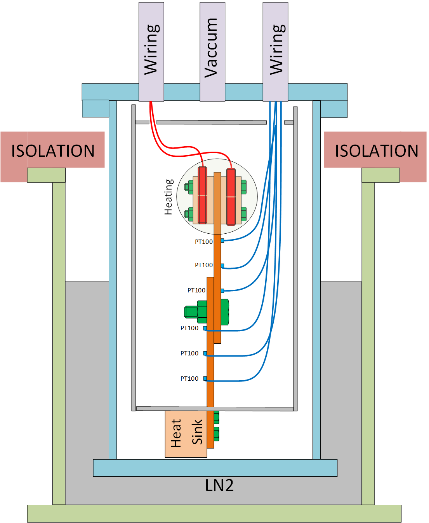 Wiring
Vaccum
Wiring
ISOLATION
ISOLATION
Heating
PT100
PT100
PT100
PT100
PT100
PT100
Heat
Sink
LN2